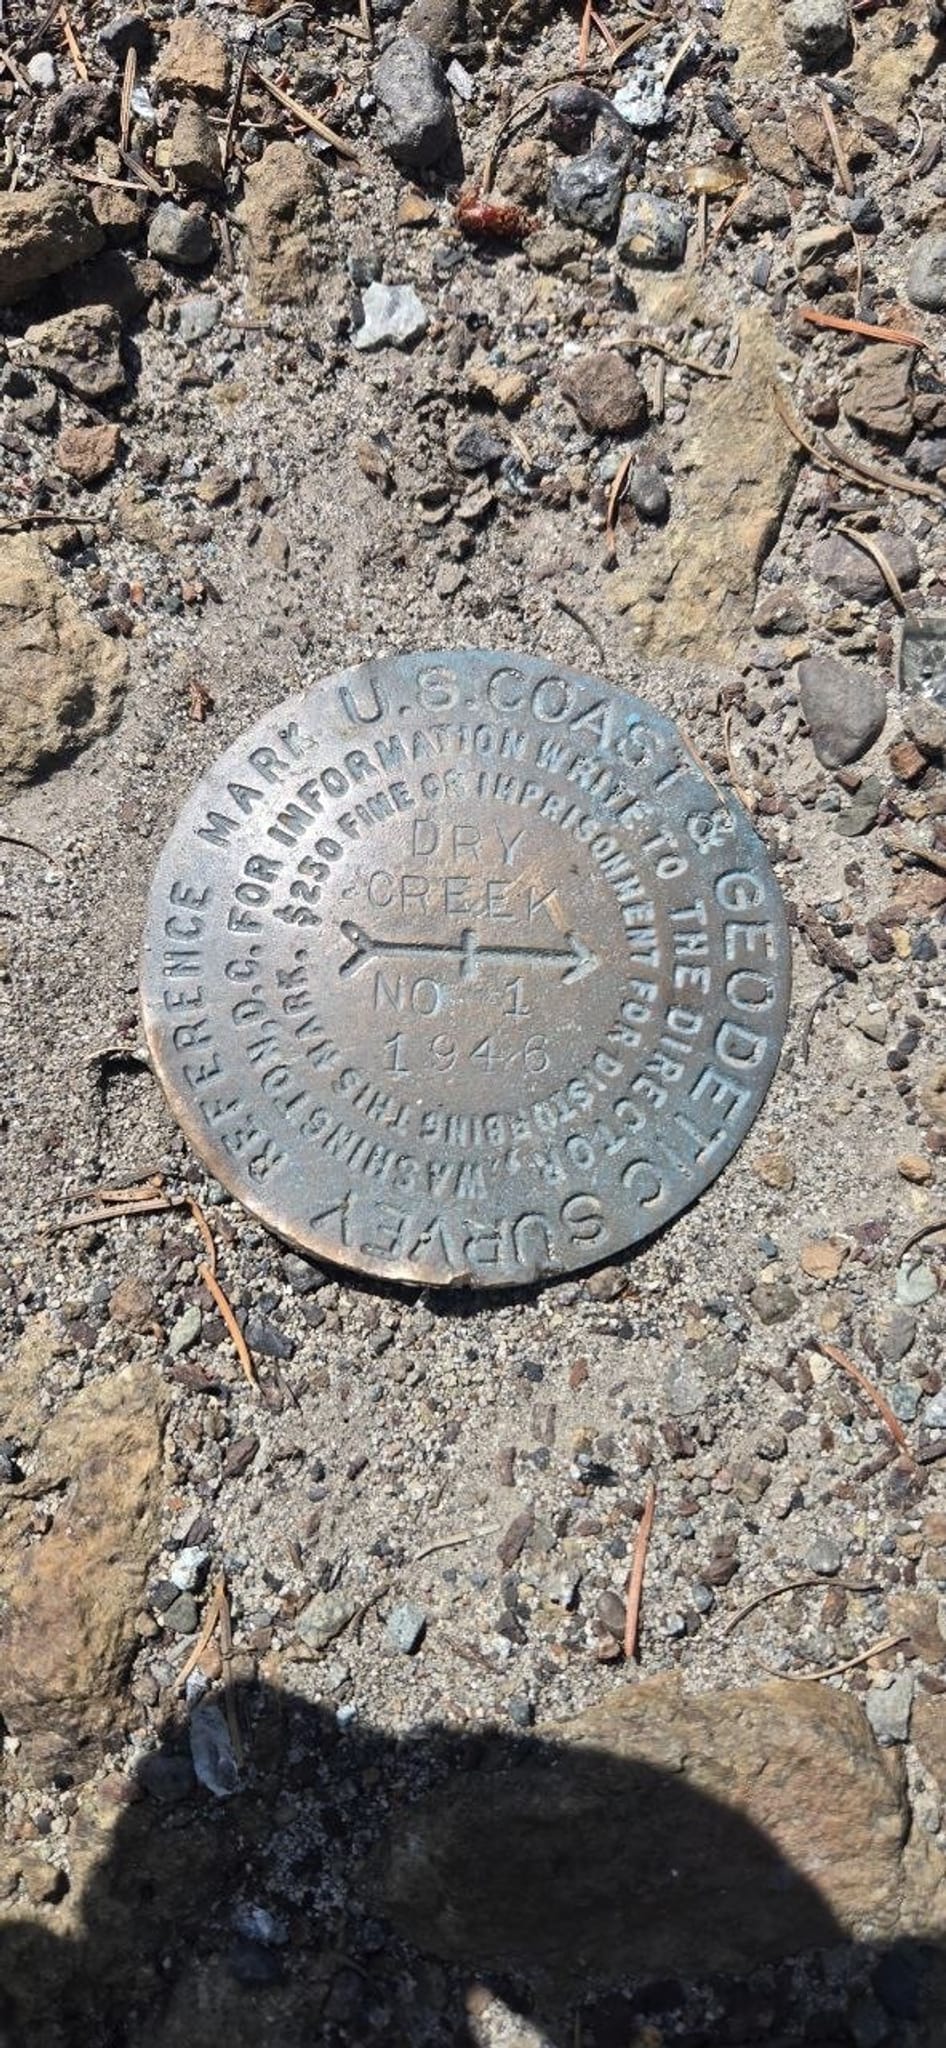 U.S. COAST & GEODETIC SURVEY
REFERENCE MARK
FOR INFORMATION WRITE TO THE DIRECTOR, WASHINGTON, D.C.
$250 FINE OR IMPRISONMENT FOR DISTURBING THIS MARK.
DRY
CREEK
NO 1
1946